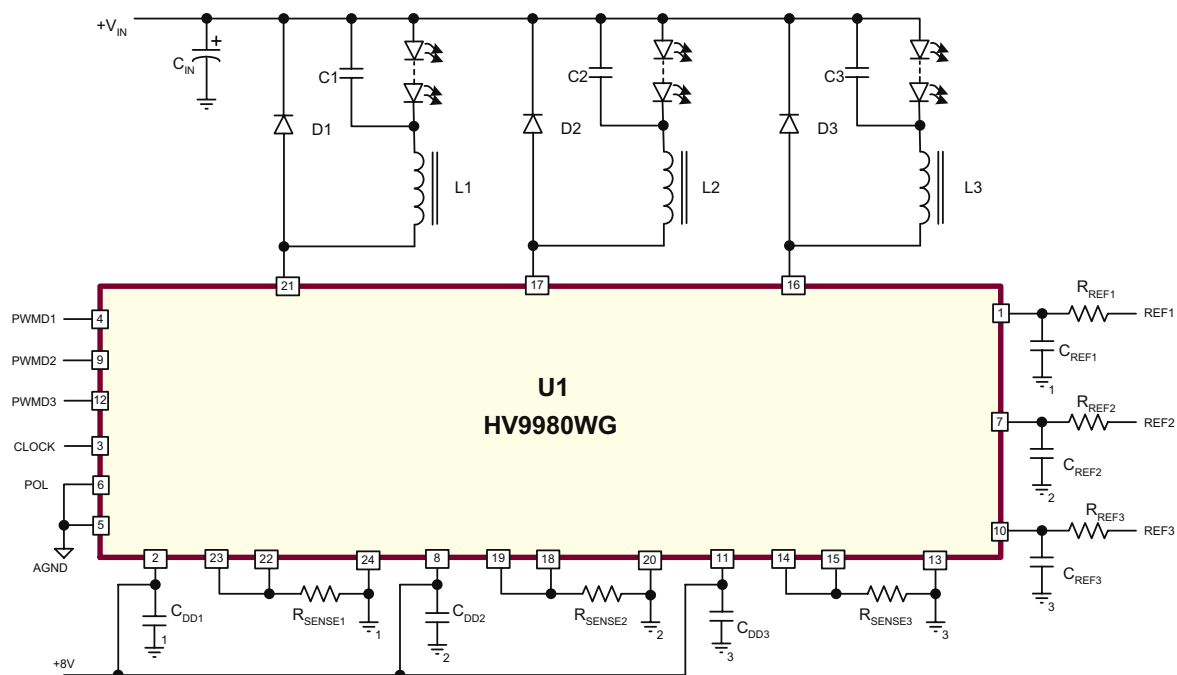 +VIN
CIN
C1
C2
C3
D1
D2
D3
L1
L2
L3
21
17
16
PWMD1
4
PWMD2
9
PWMD3
12
CLOCK
3
POL
6
5
AGND
U1
HV9980WG
1
RREF1
REF1
CREF1
1
7
RREF2
REF2
CREF2
2
10
RREF3
REF3
CREF3
3
2
23
22
24
8
19
18
20
11
14
15
13
CDD1
1
RSENSE1
1
CDD2
2
RSENSE2
2
CDD3
3
RSENSE3
3
+8V